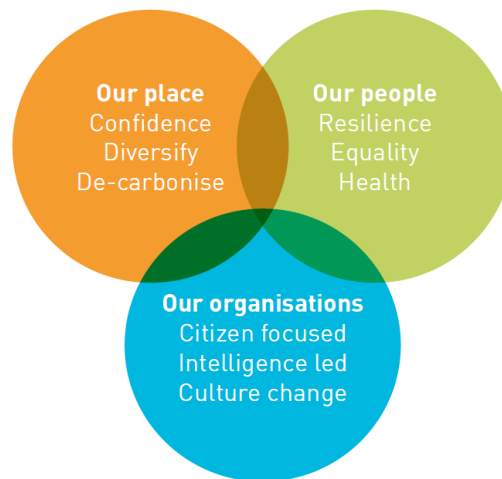 Our place
Confidence
Diversify
De-carbonise
Our people
Resilience
Equality
Health
Our organisations
Citizen focused
Intelligence led
Culture change